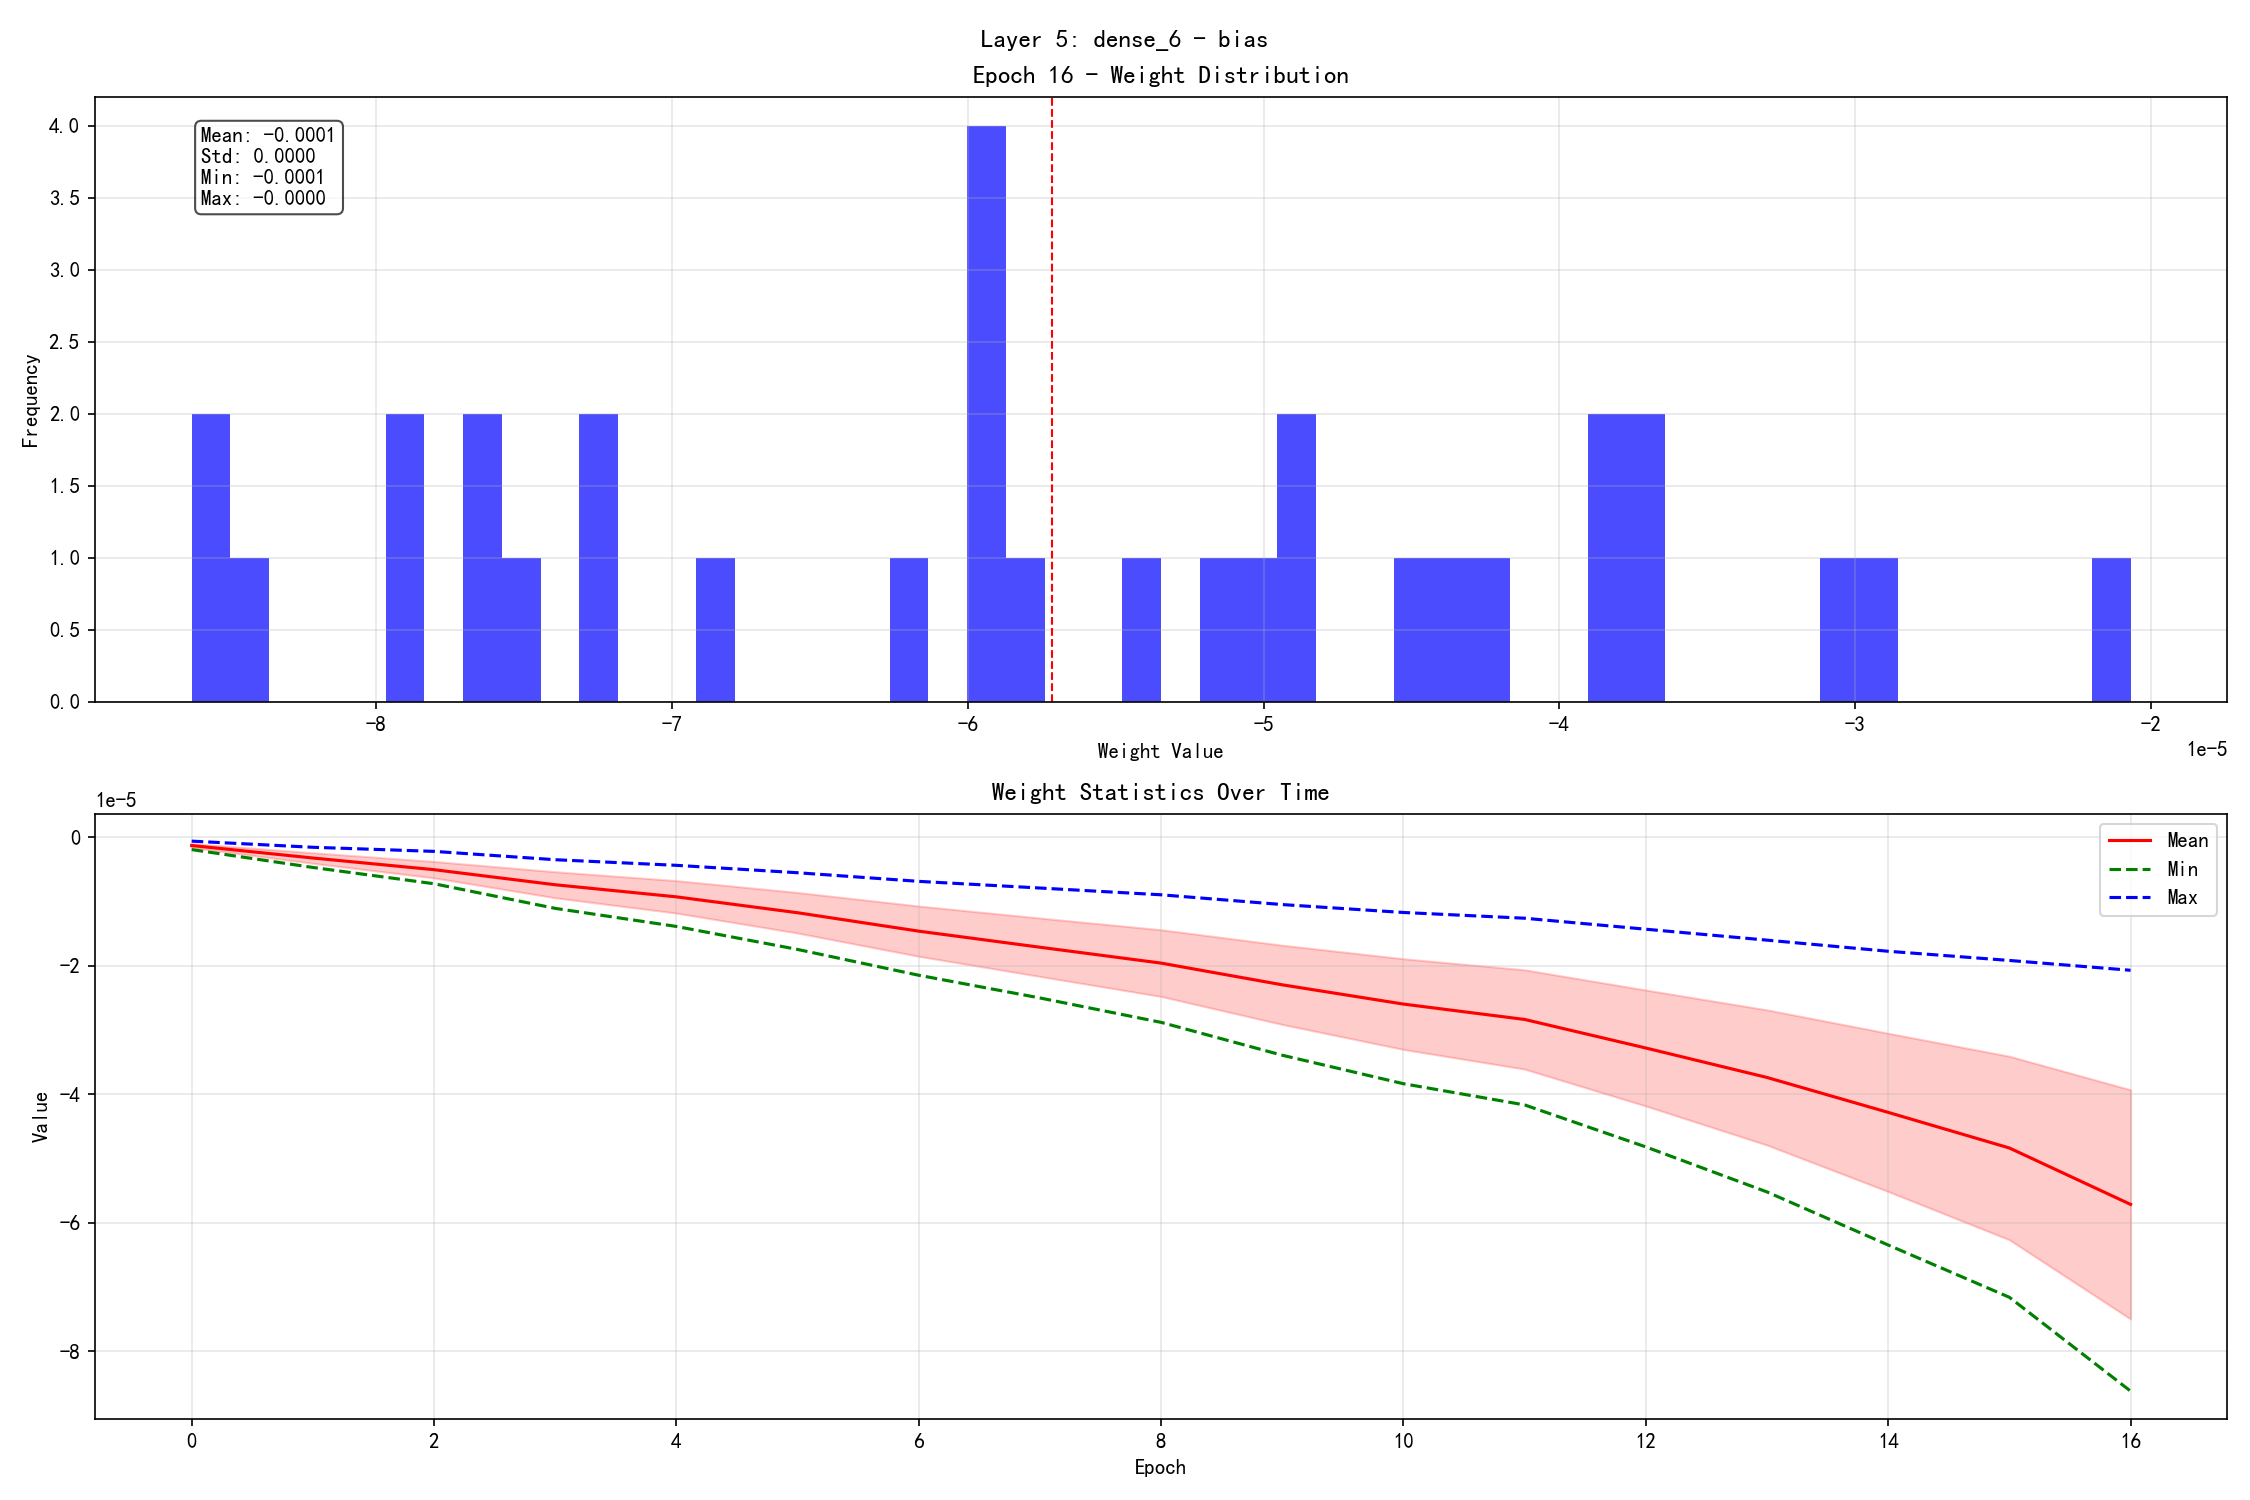 Layer 5: dense_6 − bias
Epoch 16 − Weight Distribution
Mean: −0.0001
Std: 0.0000
Min: −0.0001
Max: −0.0000
4.0
3.5
3.0
2.5
2.0
1.5
1.0
0.5
0.0
Frequency
−8 −7 −6 −5 −4 −3 −2
1e−5
Weight Value
Weight Statistics Over Time
1e−5
0
−2
−4
−6
−8
Value
Mean
Min
Max
0 2 4 6 8 10 12 14 16
Epoch